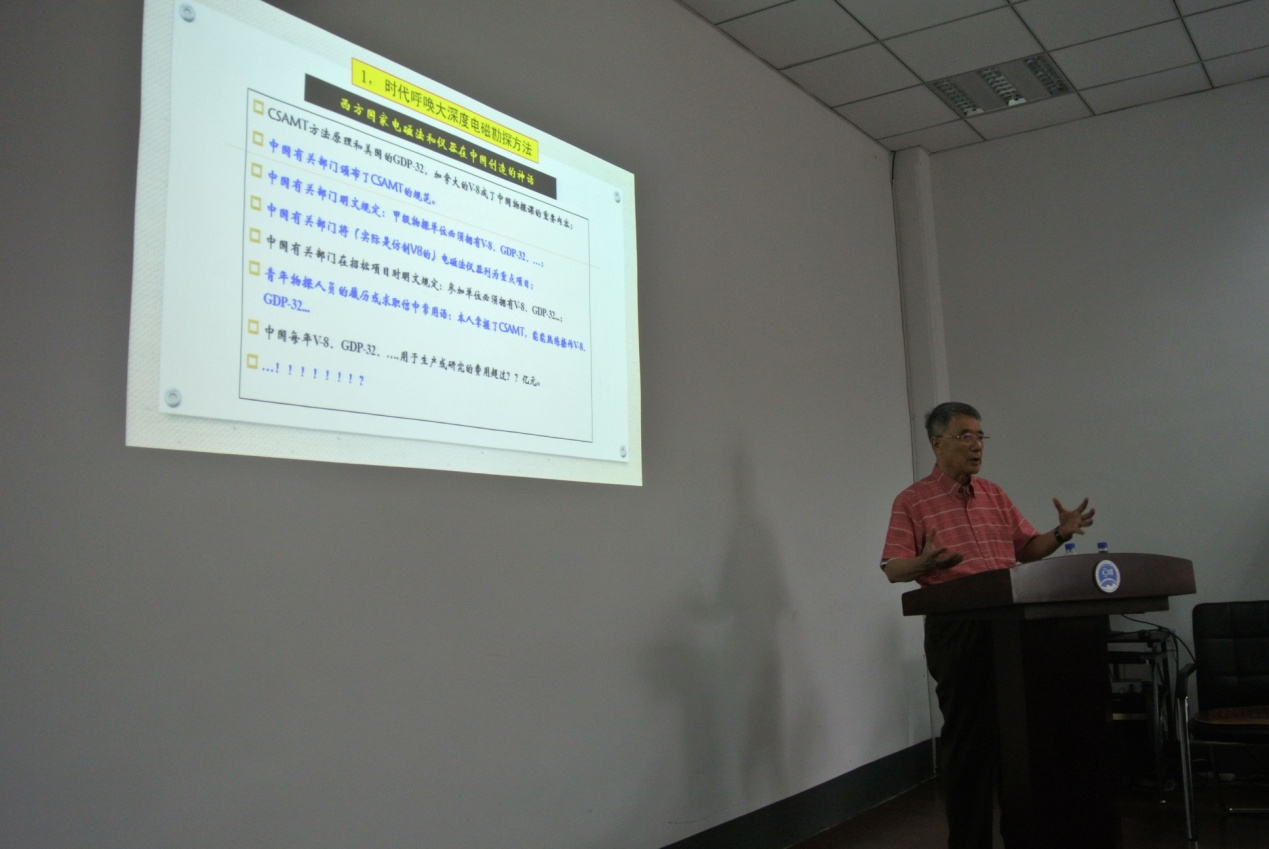 1, 时代呼唤大深度电磁勘探方法
西方国家电磁法和仪器在中国创造的神话
CSAMT方法原理和美国的GDP-32, 加拿大的V-8成了中国物探课的重要内容;
中国有关部门颁布了CSAMT的规范。
中国有关部门明文规定: 甲级物探单位必须拥有V-8、GDP-32、...;
中国有关部门将「实际是仿制V8的」电磁法仪器列为重点项目;
中国有关部门在招标项目时明文规定: 参加单位必须拥有V-8、GDP-32...;
青年物探人员的履历或求职信中常用语: 本人掌握了CSAMT, 能熟练操作V-8、
GDP-32...
中国每年V-8、GDP-32、....用于生产或研究的费用超过? ? 亿元。
...! ! ! ! ! ! ! ?